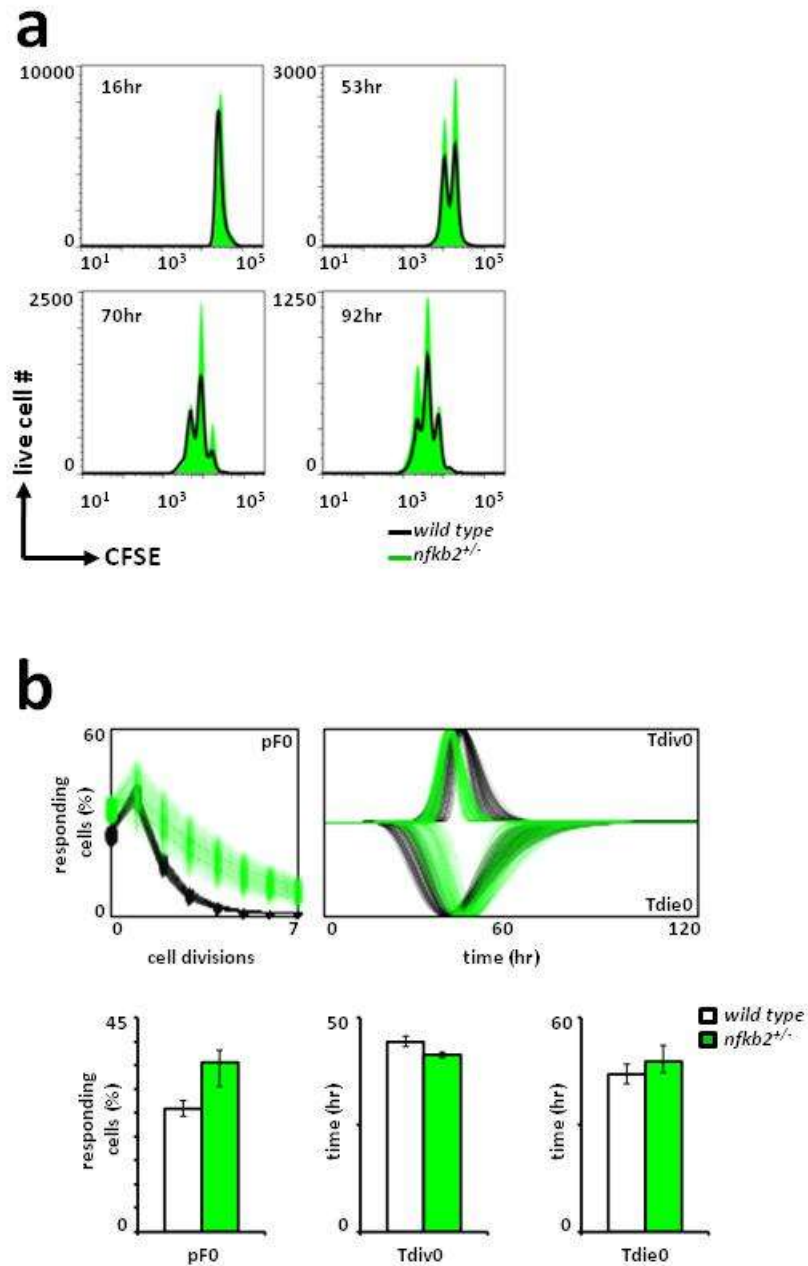 a
10000
16hr
0
10¹ 10³ 10⁵
3000
53hr
0
10¹ 10³ 10⁵
2500
70hr
0
10¹ 10³ 10⁵
1250
92hr
0
10¹ 10³ 10⁵
live cell #
CFSE
wild type
nfkb2+/-
b
60
pF0
responding
cells (%)
0
0 7
cell divisions
Tdiv0
Tdie0
0 60 120
time (hr)
45
responding
cells (%)
0
pF0
50
time (hr)
0
Tdiv0
60
time (hr)
0
Tdie0
wild type
nfkb2+/-